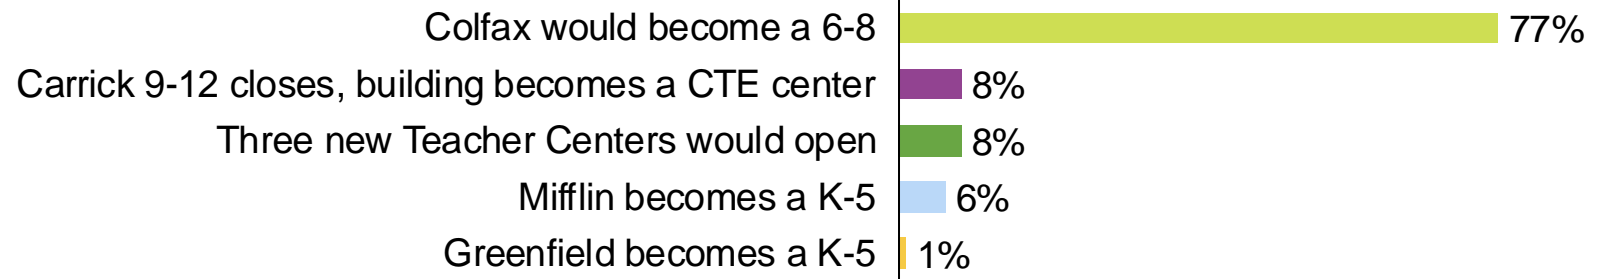 Colfax would become a 6-8 77%
Carrick 9-12 closes, building becomes a CTE center 8%
Three new Teacher Centers would open 8%
Mifflin becomes a K-5 6%
Greenfield becomes a K-5 1%